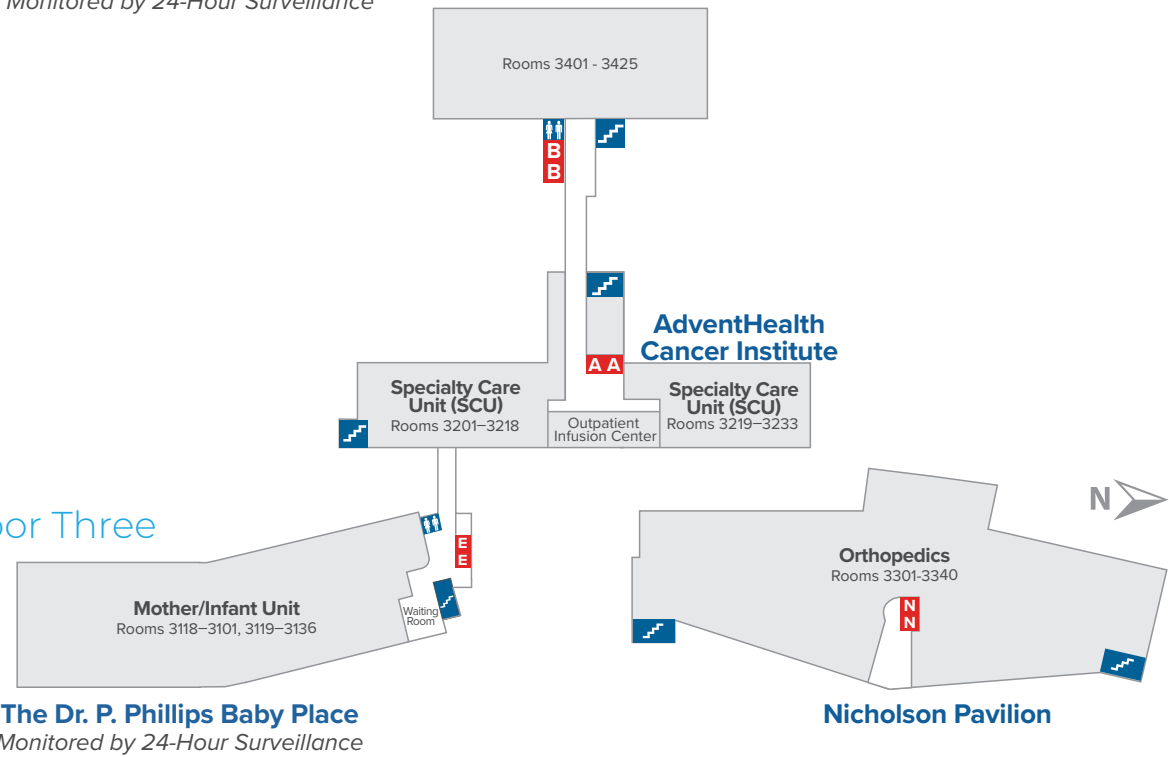 Monitored by 24-Hour Surveillance
Rooms 3401 - 3425
B
B
AdventHealth
Cancer Institute
A A
Specialty Care
Unit (SCU)
Rooms 3201–3218
Outpatient
Infusion Center
Specialty Care
Unit (SCU)
Rooms 3219–3233
N
oor Three
E
E
Orthopedics
Rooms 3301-3340
N
N
Mother/Infant Unit
Rooms 3118–3101, 3119–3136
Waiting
Room
The Dr. P. Phillips Baby Place
Monitored by 24-Hour Surveillance
Nicholson Pavilion